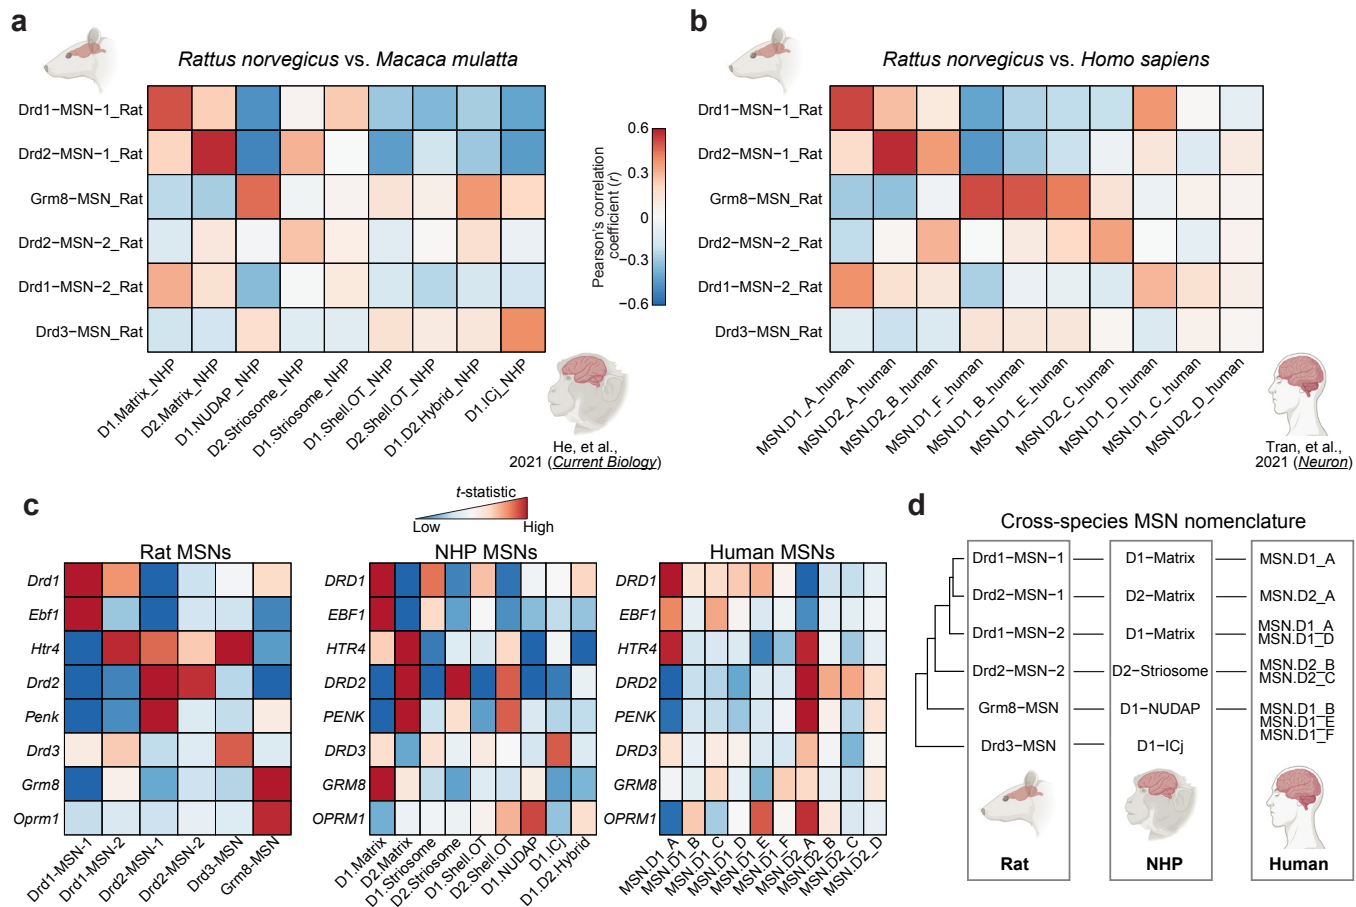 a
Rattus norvegicus vs. Macaca mulatta
Drd1−MSN−1_Rat
Drd2−MSN−1_Rat
Grm8−MSN_Rat
Drd2−MSN−2_Rat
Drd1−MSN−2_Rat
Drd3−MSN_Rat
D1.Matrix_NHP
D2.Matrix_NHP
D1.NUDAP_NHP
D2.Striosome_NHP
D1.Striosome_NHP
D1.Shell.OT_NHP
D2.Shell.OT_NHP
D1.D2.Hybrid_NHP
D1.ICj_NHP
He, et al.,
2021 (Current Biology)
Pearson's correlation
coefficient (r)
0.6
0.3
0
−0.3
−0.6
b
Rattus norvegicus vs. Homo sapiens
Drd1−MSN−1_Rat
Drd2−MSN−1_Rat
Grm8−MSN_Rat
Drd2−MSN−2_Rat
Drd1−MSN−2_Rat
Drd3−MSN_Rat
MSN.D1_A_human
MSN.D2_A_human
MSN.D2_B_human
MSN.D1_F_human
MSN.D1_B_human
MSN.D1_E_human
MSN.D2_C_human
MSN.D1_D_human
MSN.D1_C_human
MSN.D2_D_human
Tran, et al.,
2021 (Neuron)
c
t-statistic
Low
High
Rat MSNs
Drd1
Ebf1
Htr4
Drd2
Penk
Drd3
Grm8
Oprm1
Drd1-MSN-1
Drd1-MSN-2
Drd2-MSN-1
Drd2-MSN-2
Drd3-MSN
Grm8-MSN
NHP MSNs
DRD1
EBF1
HTR4
DRD2
PENK
DRD3
GRM8
OPRM1
D1.Matrix
D2.Matrix
D1.Striosome
D2.Striosome
D1.Shell.OT
D2.Shell.OT
D1.NUDAP
D1.ICj
D1.D2.Hybrid
Human MSNs
DRD1
EBF1
HTR4
DRD2
PENK
DRD3
GRM8
OPRM1
MSN.D1_A
MSN.D1_B
MSN.D1_C
MSN.D1_D
MSN.D1_E
MSN.D1_F
MSN.D2_A
MSN.D2_B
MSN.D2_C
MSN.D2_D
d
Cross-species MSN nomenclature
Drd1−MSN−1 D1−Matrix MSN.D1_A
Drd2−MSN−1 D2−Matrix MSN.D2_A
Drd1−MSN−2 D1−Matrix MSN.D1_A
MSN.D1_D
Drd2−MSN−2 D2−Striosome MSN.D2_B
MSN.D2_C
Grm8−MSN D1−NUDAP MSN.D1_B
MSN.D1_E
MSN.D1_F
Drd3−MSN D1−ICj
Rat NHP Human